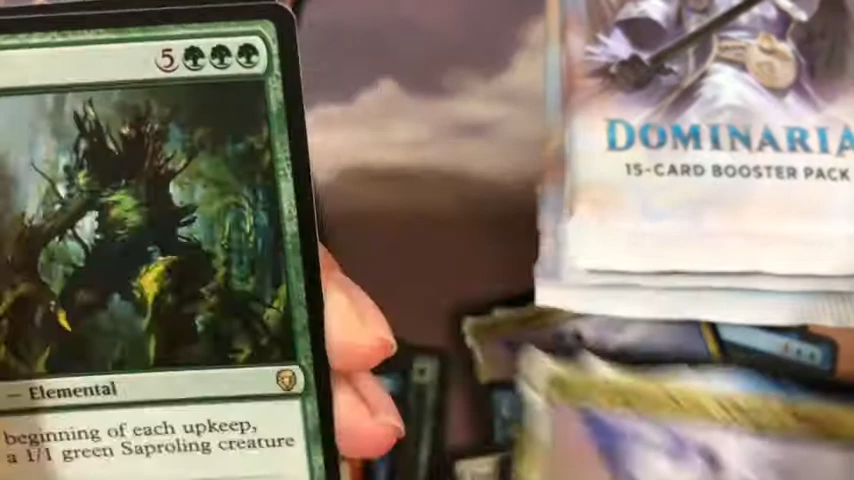 5
— Elemental
beginning of each upkeep,
a 1/1 green Saproling creature
DOMINARIA
15-CARD BOOSTER PACK